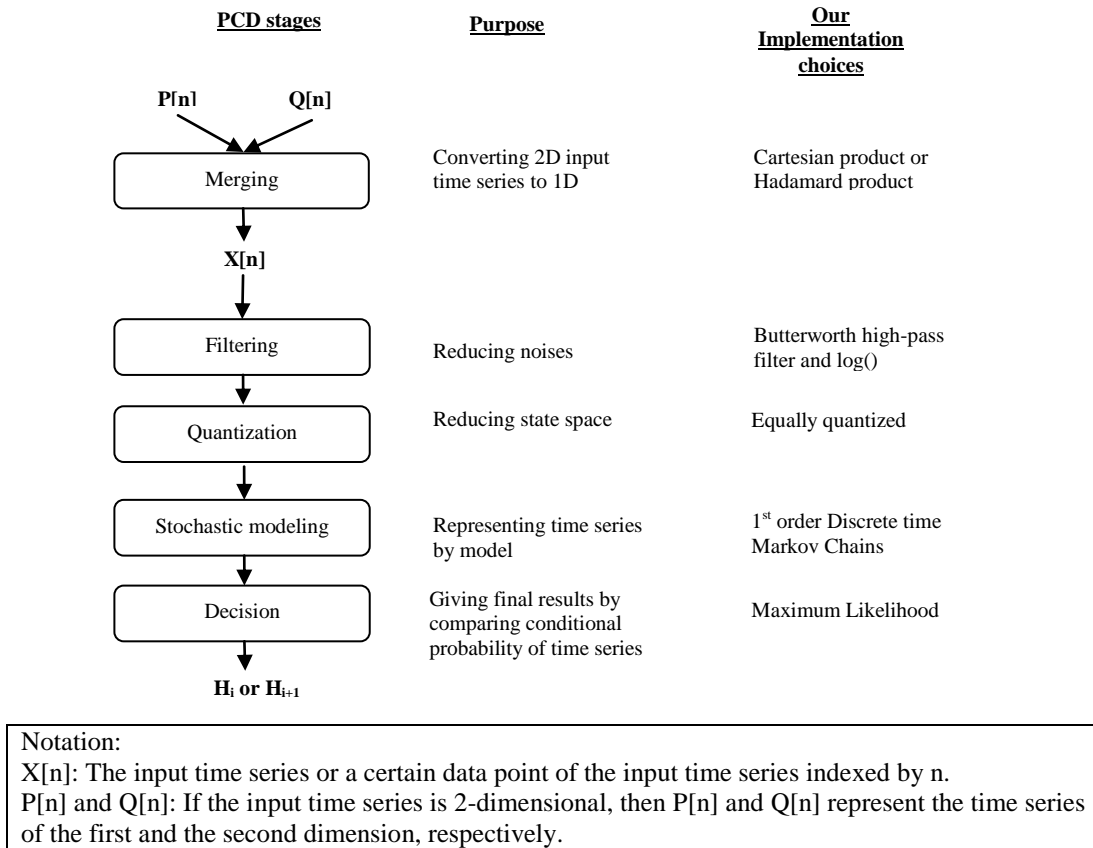 PCD stages
Purpose
Our
Implementation
choices
P[n]
Q[n]
Merging
Converting 2D input
time series to 1D
Cartesian product or
Hadamard product
X[n]
Filtering
Reducing noises
Butterworth high-pass
filter and log()
Quantization
Reducing state space
Equally quantized
Stochastic modeling
Representing time series
by model
1st order Discrete time
Markov Chains
Decision
Giving final results by
comparing conditional
probability of time series
Maximum Likelihood
Hi or Hi+1
Notation:
X[n]: The input time series or a certain data point of the input time series indexed by n.
P[n] and Q[n]: If the input time series is 2-dimensional, then P[n] and Q[n] represent the time series
of the first and the second dimension, respectively.